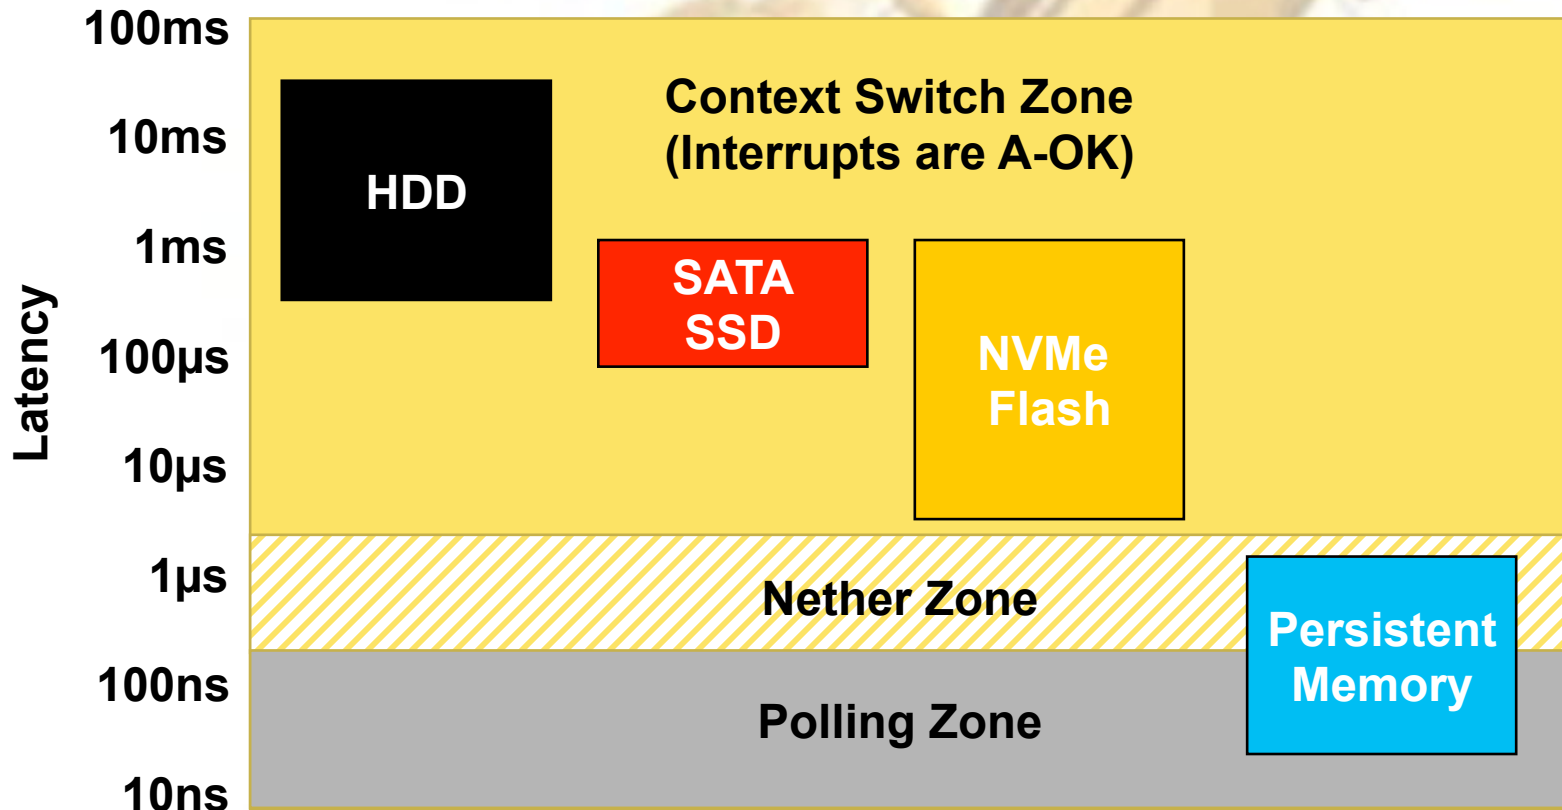 100ms
10ms
1ms
100µs
10µs
1µs
100ns
10ns
Latency
Context Switch Zone
(Interrupts are A-OK)
HDD
SATA
SSD
NVMe
Flash
Nether Zone
Persistent
Memory
Polling Zone